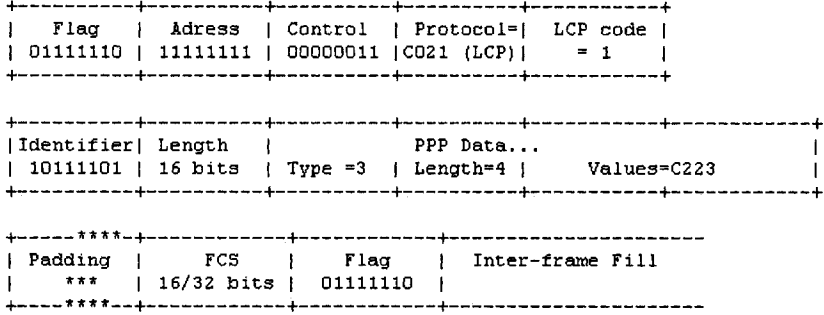 +----------+----------+----------+----------+-----------+
| Flag | Adress | Control | Protocol=| LCP code |
| 01111110 | 11111111 | 00000011 |C021 (LCP)| = 1 |
+----------+----------+----------+----------+-----------+
+----------+----------+----------+----------+-----------+------------+
|Identifier| Length | PPP Data... |
| 10111101 | 16 bits | Type =3 | Length=4 | Values=C223 |
+----------+----------+----------+----------+-----------+------------+
+-----****-+------------+------------+---------------------
| Padding | FCS | Flag | Inter-frame Fill
| *** | 16/32 bits | 01111110 |
+----****--+------------+------------+---------------------